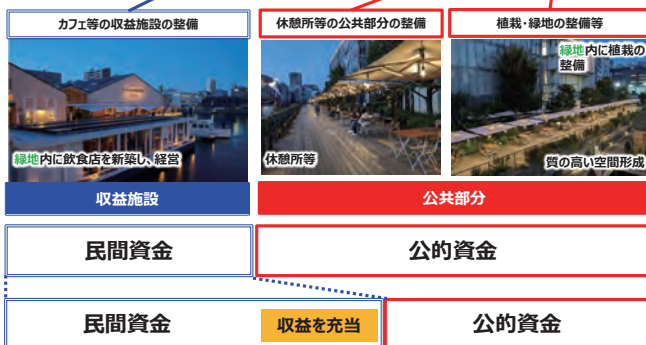 カフェ等の収益施設の整備
休憩所等の公共部分の整備
植栽・緑地の整備等
緑地内に飲食店を新築し、経営
休憩所等
緑地内に植栽の
整備
質の高い空間形成
収益施設
公共部分
民間資金
公的資金
民間資金
収益を充当
公的資金